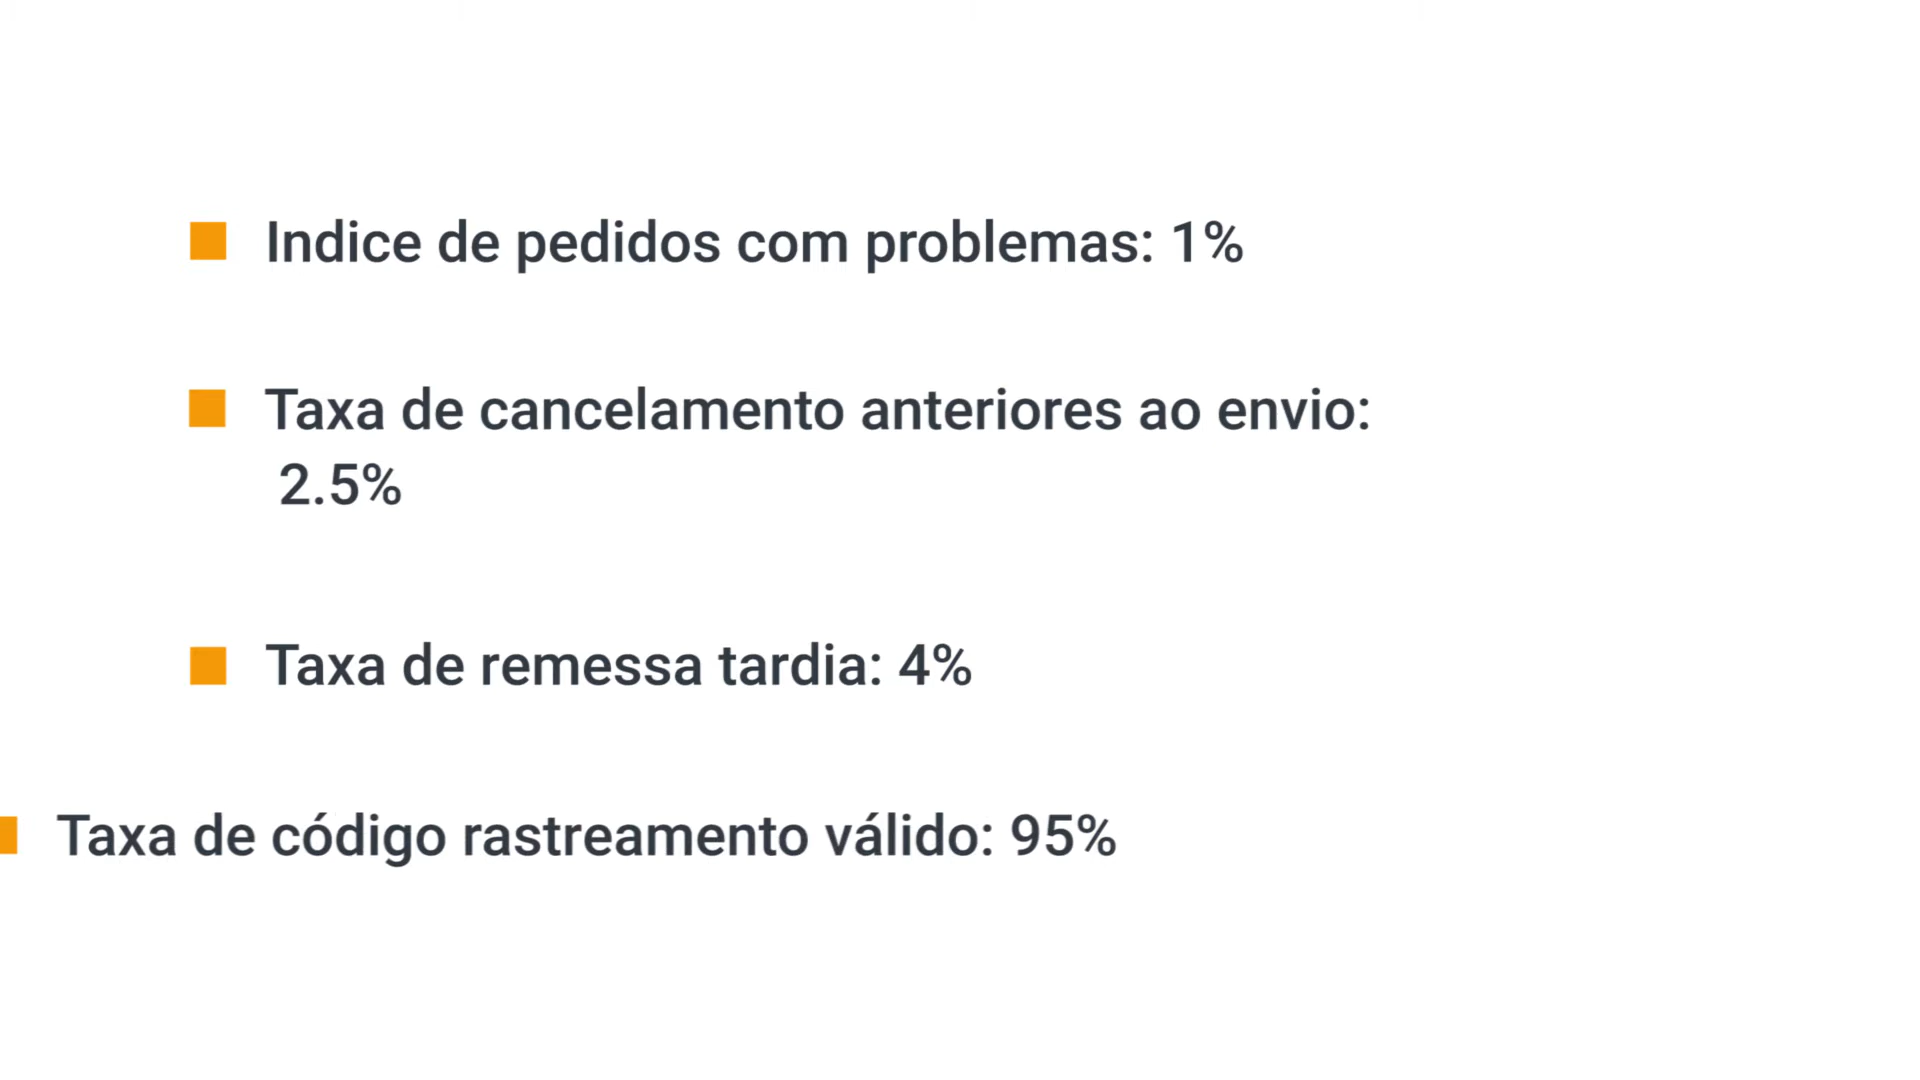 Indice de pedidos com problemas: 1%
Taxa de cancelamento anteriores ao envio:
2.5%
Taxa de remessa tardia: 4%
Taxa de código rastreamento válido: 95%